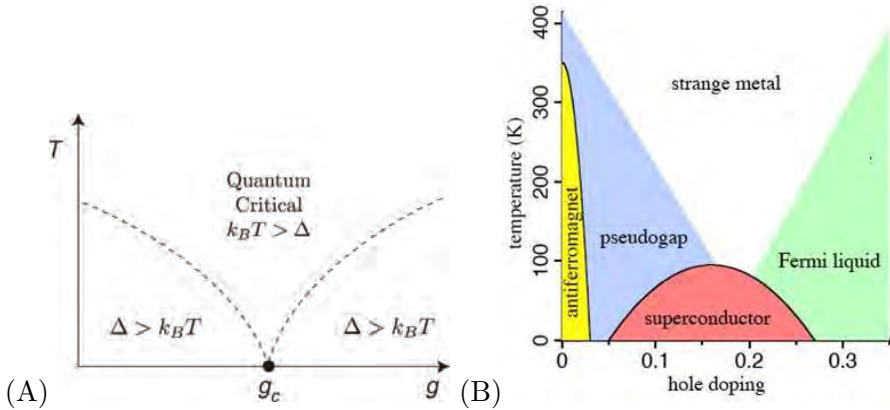 (A)
T
Quantum
Critical
k_BT > Δ
Δ > k_BT
Δ > k_BT
g_c
g
(B)
temperature (K)
400
300
200
100
0
strange metal
antiferromagnet
pseudogap
Fermi liquid
superconductor
0
0.1
0.2
0.3
hole doping